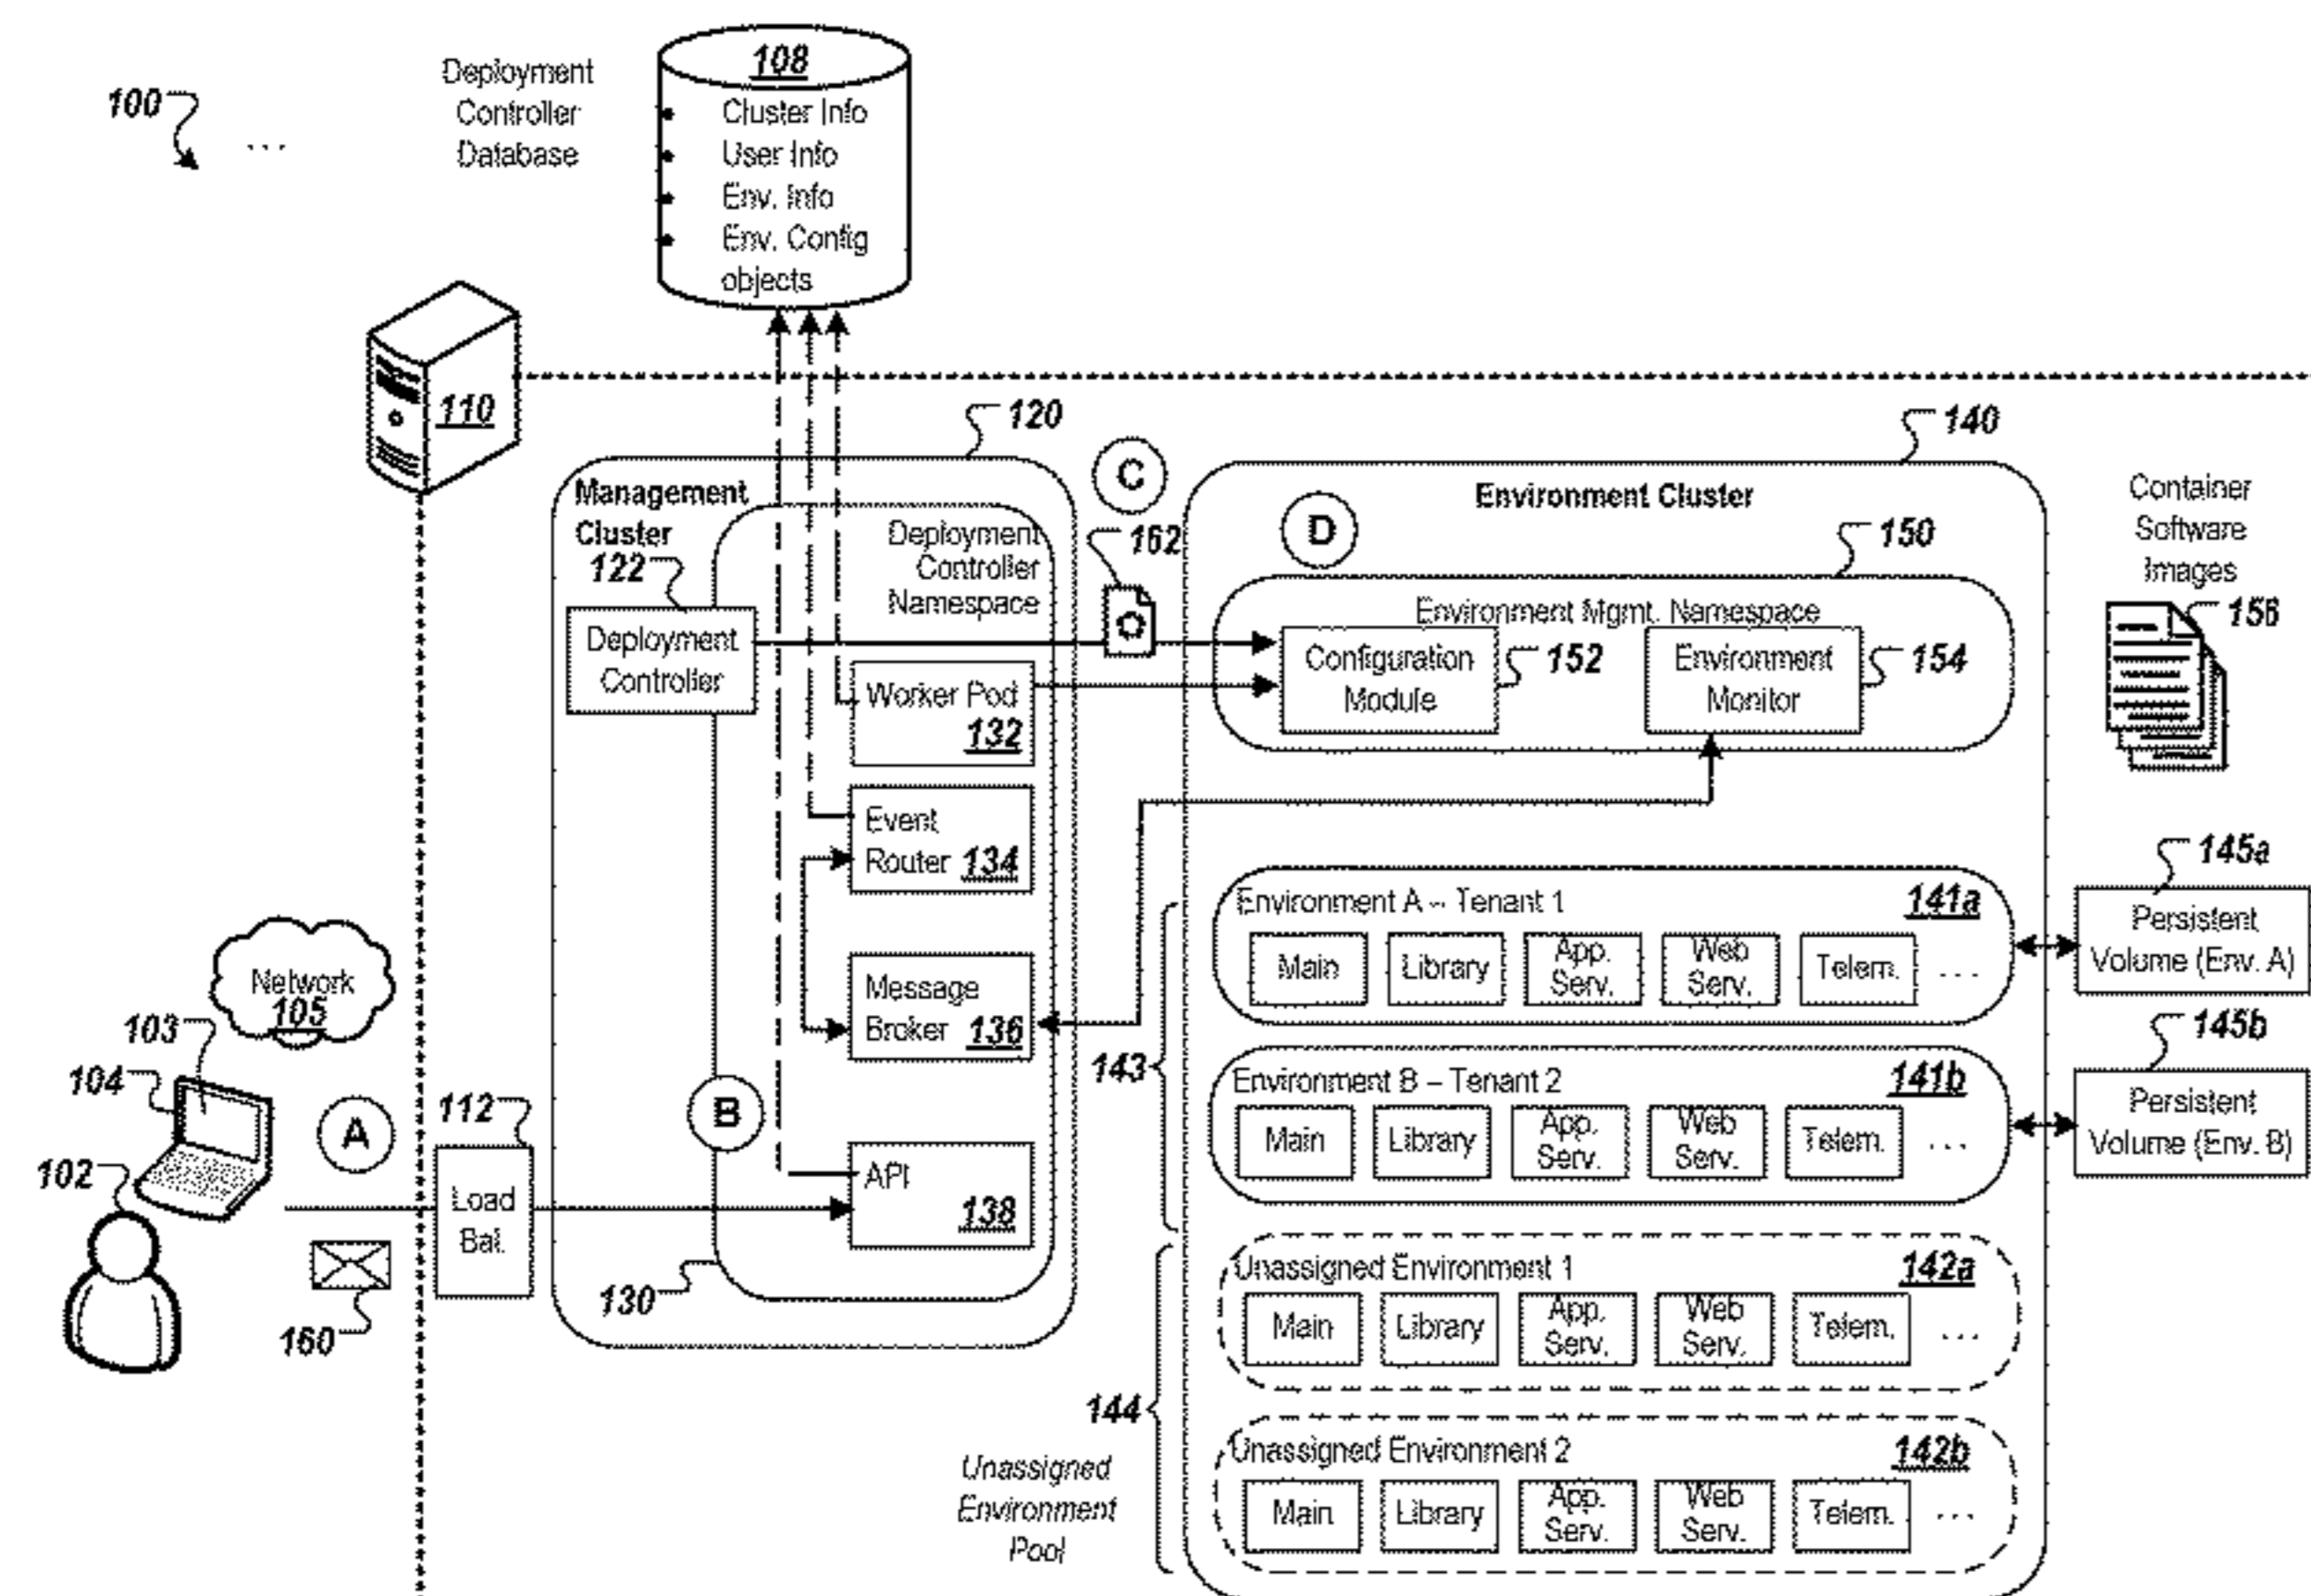 100
...
Deployment
Controller
Database
108
Cluster Info
User Info
Env. Info
Env. Config
objects
110
120
140
C
Management
Cluster
122
Deployment
Controller
Namespace
162
Environment Cluster
D
150
Container
Software
Images
156
Deployment
Controller
Environment Mgmt. Namespace
Configuration
Module
152
Environment
Monitor
154
Worker Pod
132
Event
Router 134
Message
Broker 136
B
API
138
130
Network
105
103
104
102
A
112
Load
Bal.
160
143
Environment A – Tenant 1
141a
Main
Library
App.
Serv.
Web
Serv.
Telem.
...
145a
Persistent
Volume (Env. A)
Environment B – Tenant 2
141b
Main
Library
App.
Serv.
Web
Serv.
Telem.
...
145b
Persistent
Volume (Env. B)
144
Unassigned
Environment
Pool
Unassigned Environment 1
142a
Main
Library
App.
Serv.
Web
Serv.
Telem.
...
Unassigned Environment 2
142b
Main
Library
App.
Serv.
Web
Serv.
Telem.
...